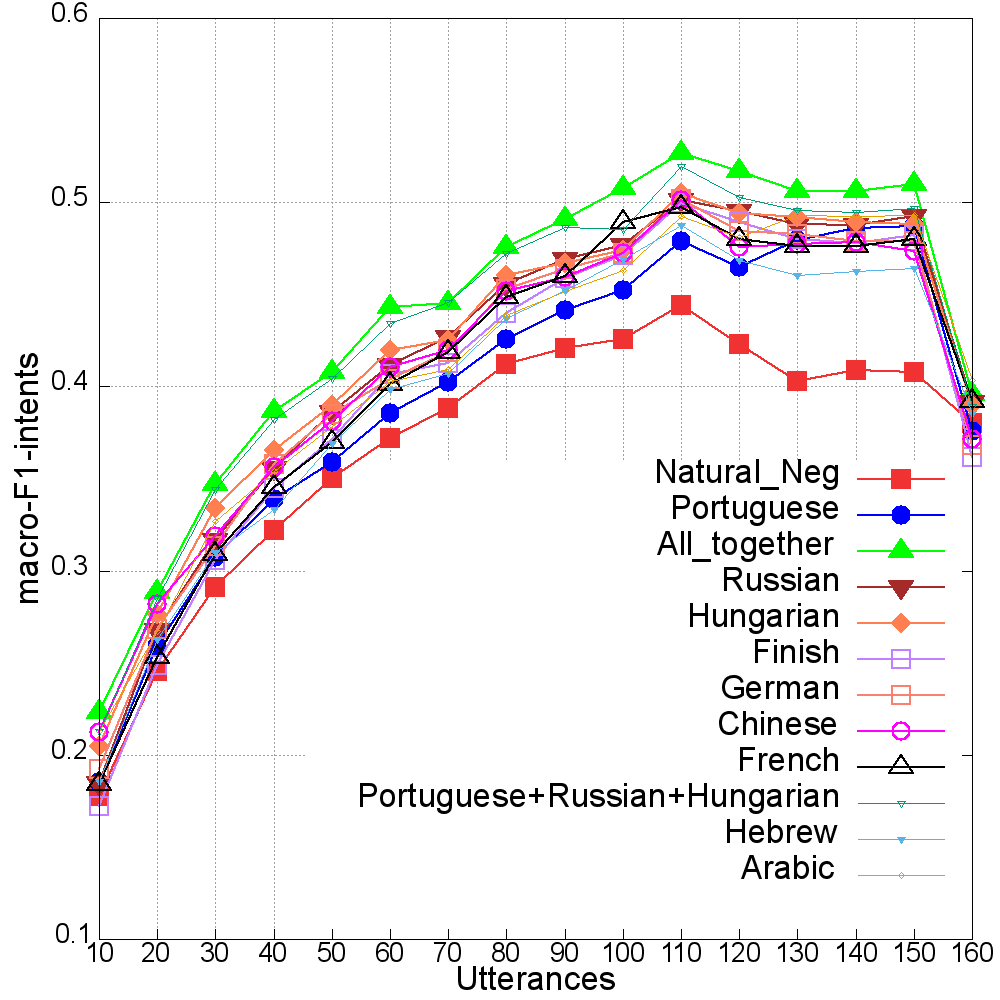 0.6
0.5
0.4
0.3
0.2
0.1
macro-F1-intents
Natural_Neg
Portuguese
All_together
Russian
Hungarian
Finish
German
Chinese
French
Portuguese+Russian+Hungarian
Hebrew
Arabic
10 20 30 40 50 60 70 80 90 100 110 120 130 140 150 160
Utterances